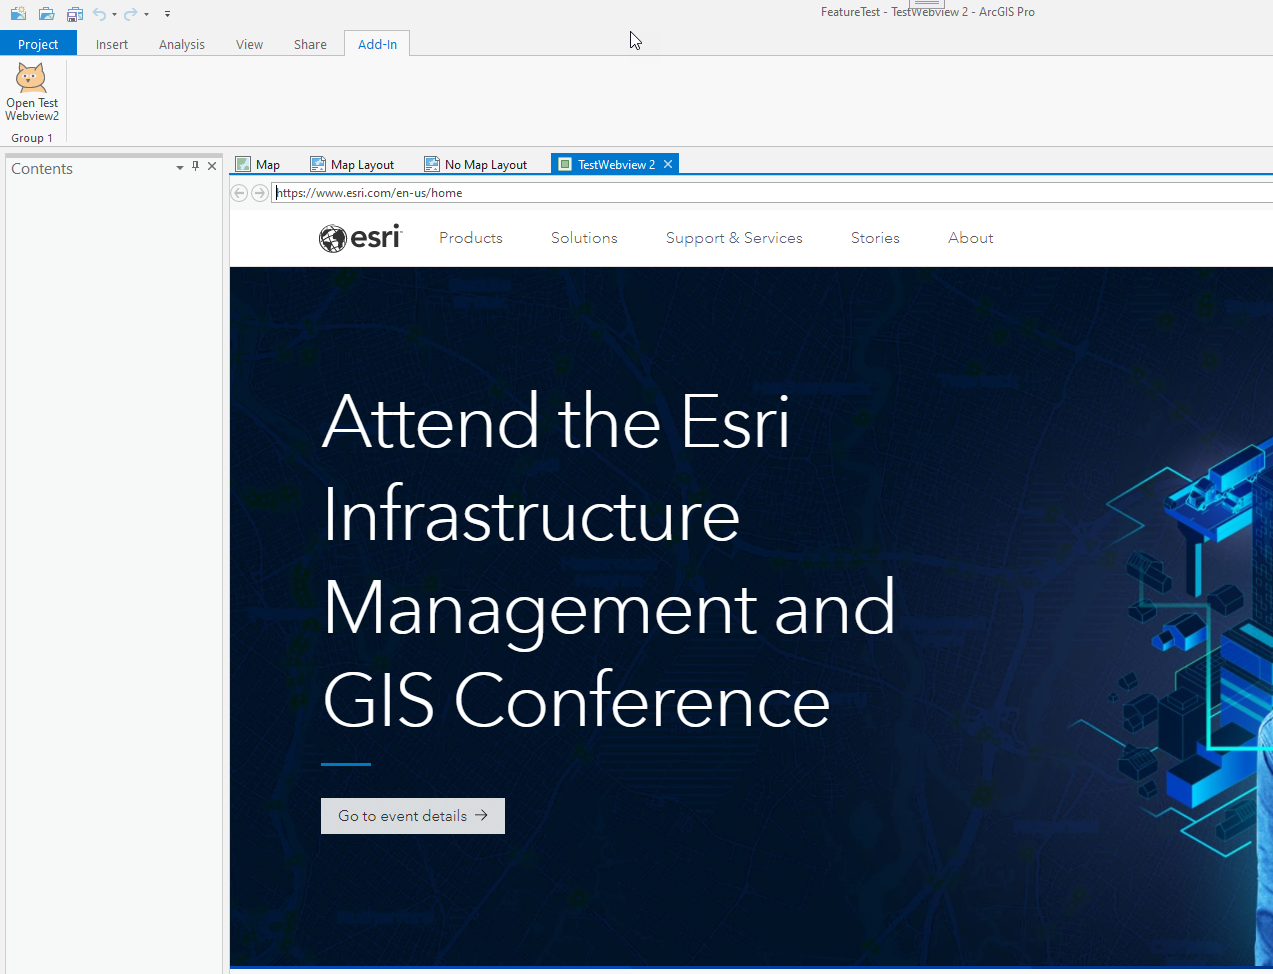 FeatureTest - TestWebview 2 - ArcGIS Pro
Project Insert Analysis View Share Add-In
Open Test
Webview2
Group 1
Contents
Map Map Layout No Map Layout TestWebview 2
https://www.esri.com/en-us/home
esri Products Solutions Support & Services Stories About
Attend the Esri
Infrastructure
Management and
GIS Conference
Go to event details →